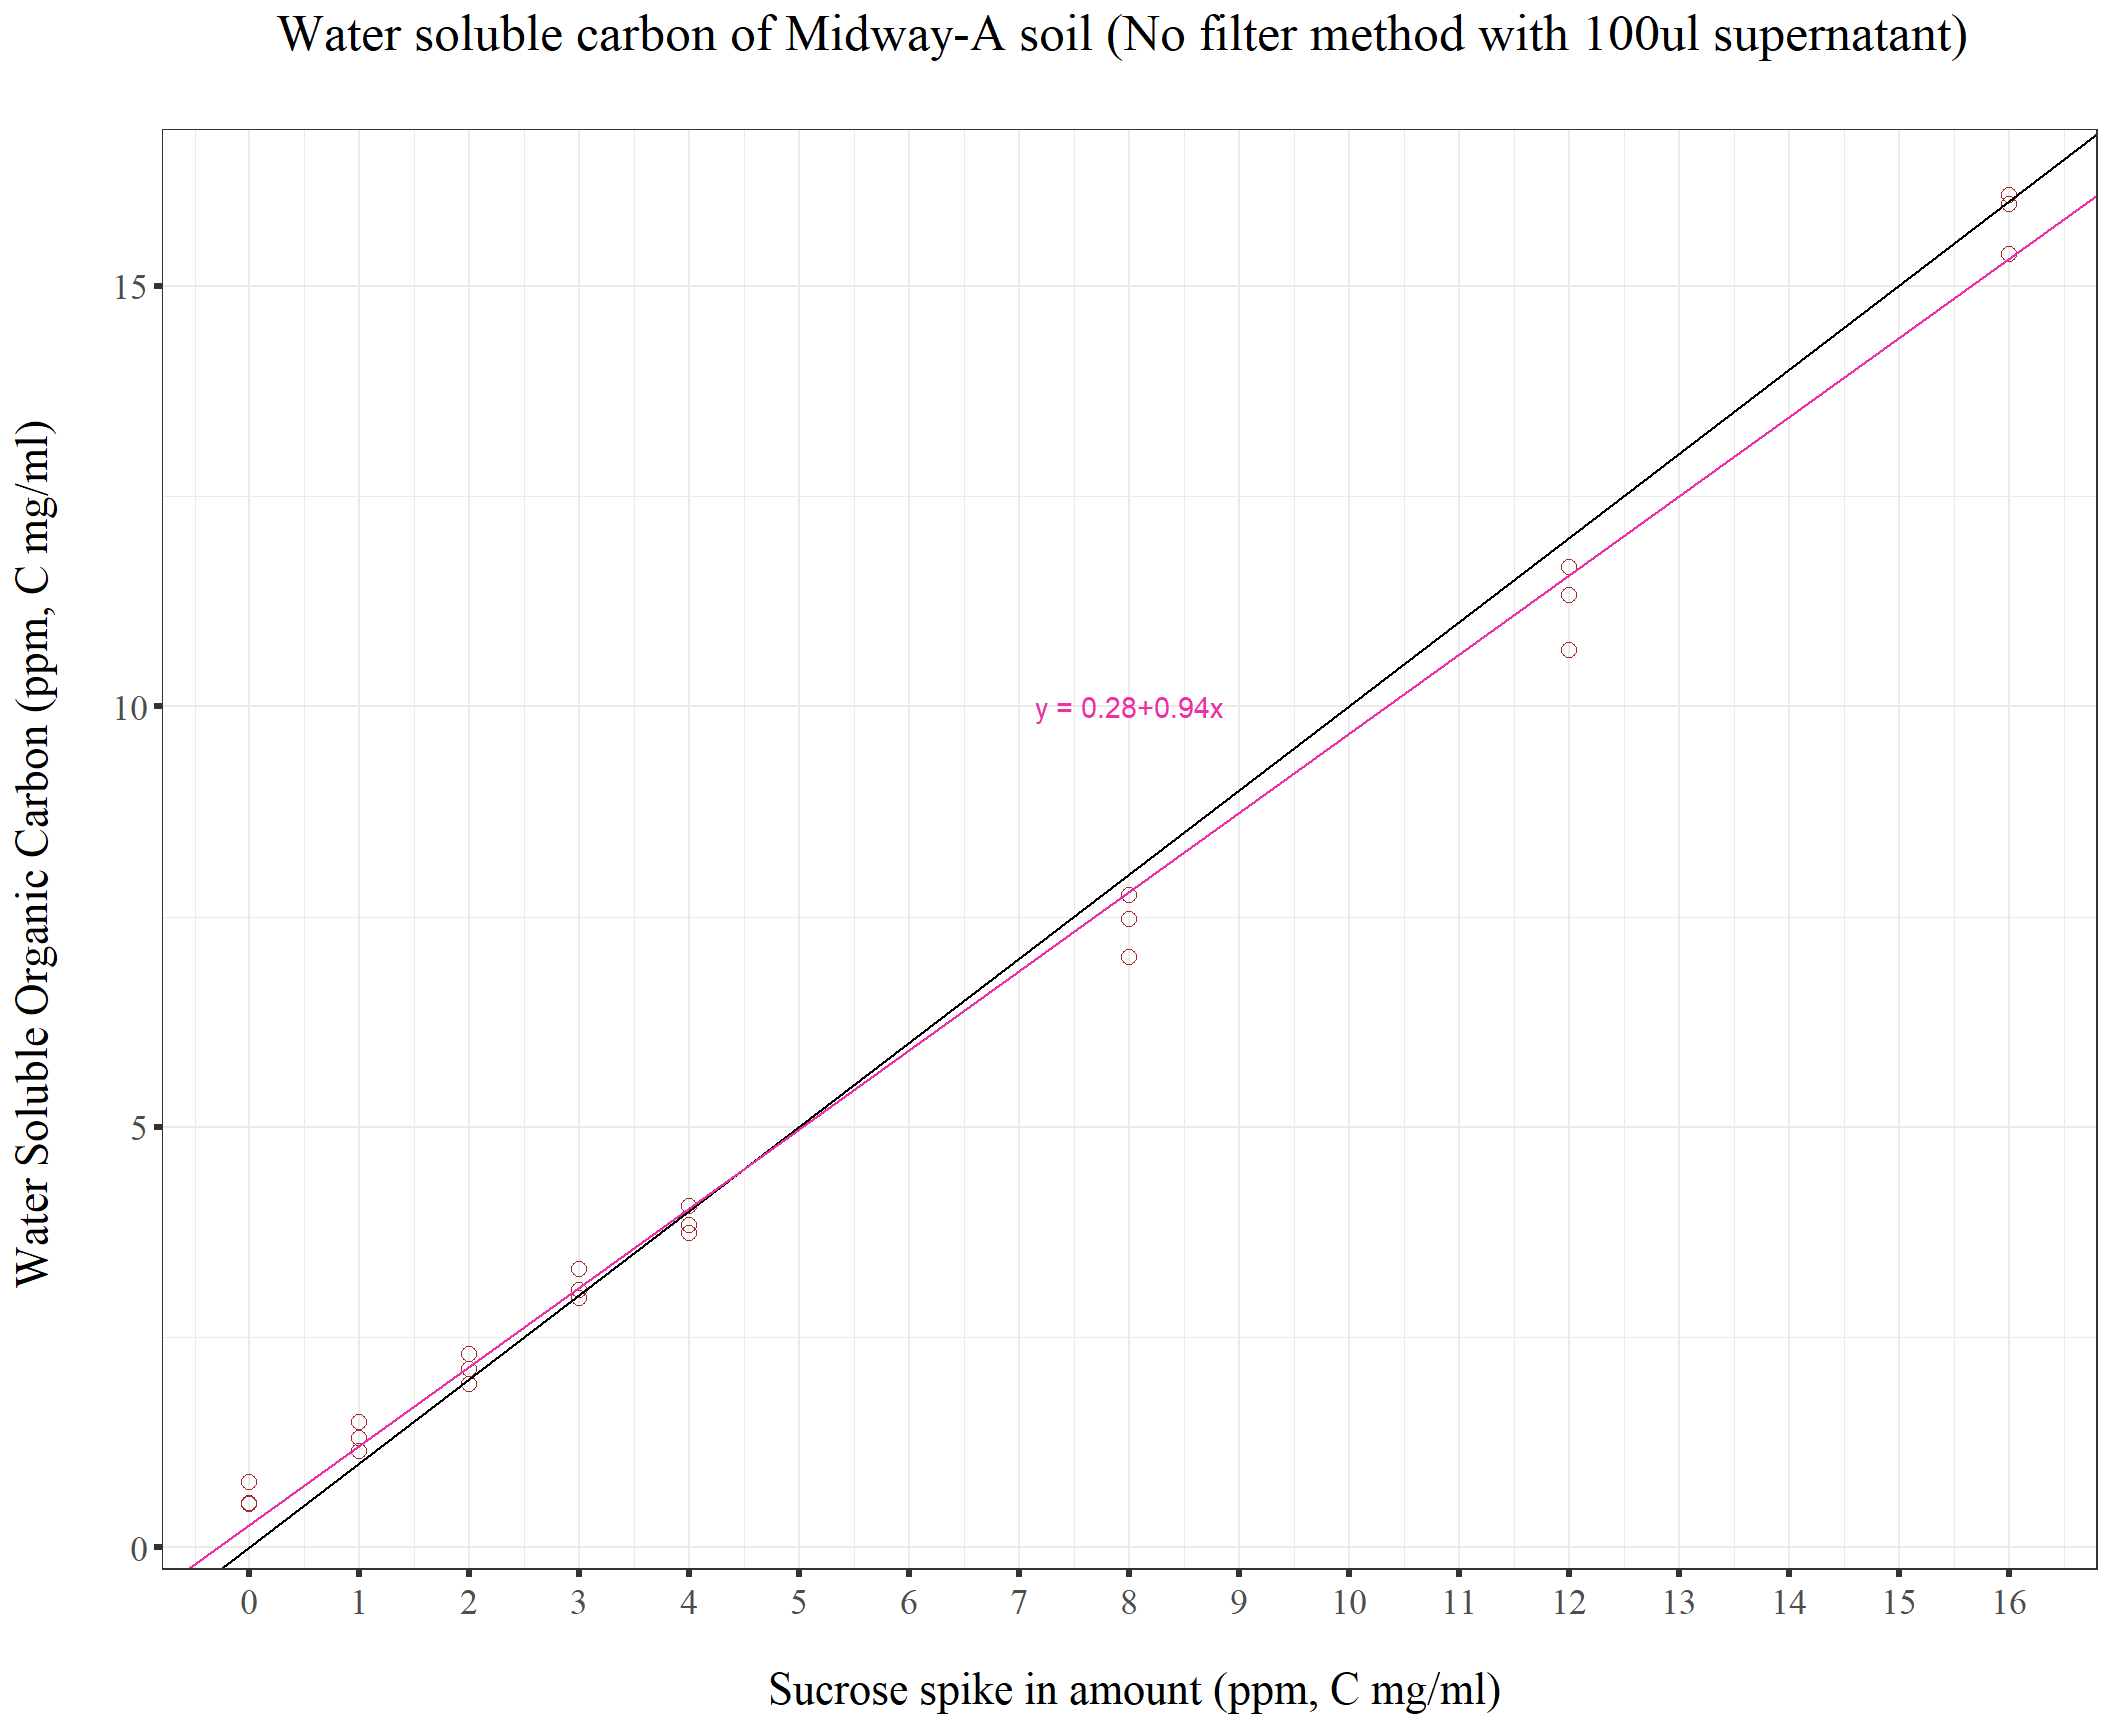 Water soluble carbon of Midway-A soil (No filter method with 100ul supernatant)
Water Soluble Organic Carbon (ppm, C mg/ml)
15
10
5
0
y = 0.28+0.94x
0 1 2 3 4 5 6 7 8 9 10 11 12 13 14 15 16
Sucrose spike in amount (ppm, C mg/ml)